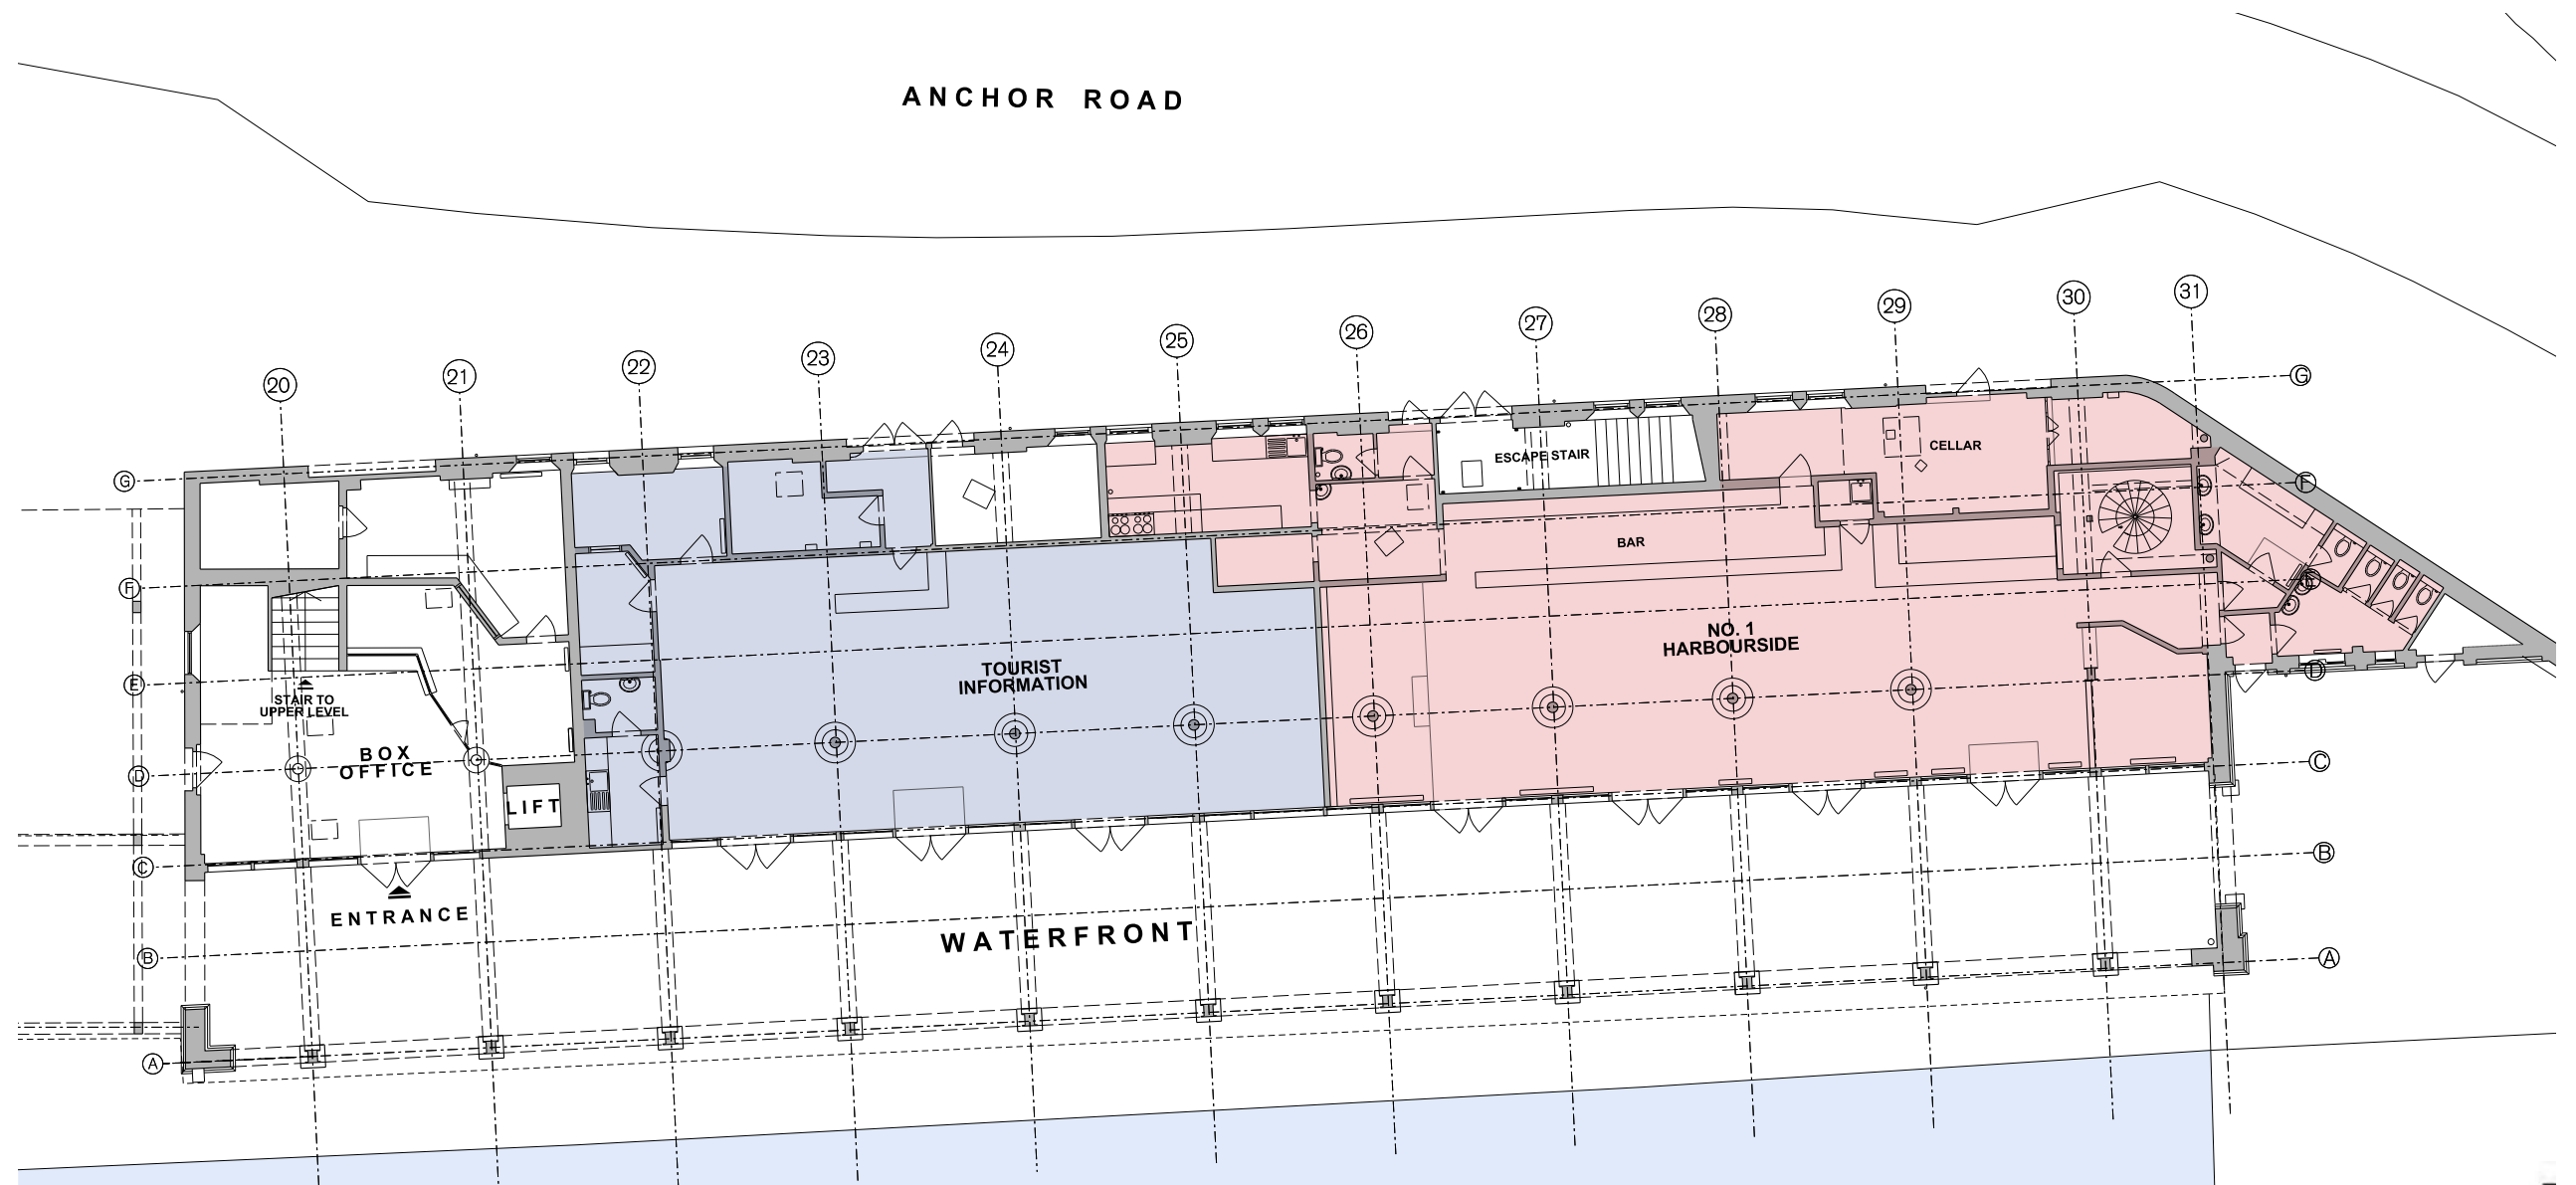 ANCHOR ROAD
20
21
22
23
24
25
26
27
28
29
30
31
G
G
F
F
E
E
D
D
C
C
B
B
A
A
ESCAPE STAIR
CELLAR
BAR
NO. 1
HARBOURSIDE
TOURIST
INFORMATION
STAIR TO
UPPER LEVEL
BOX
OFFICE
LIFT
ENTRANCE
WATERFRONT